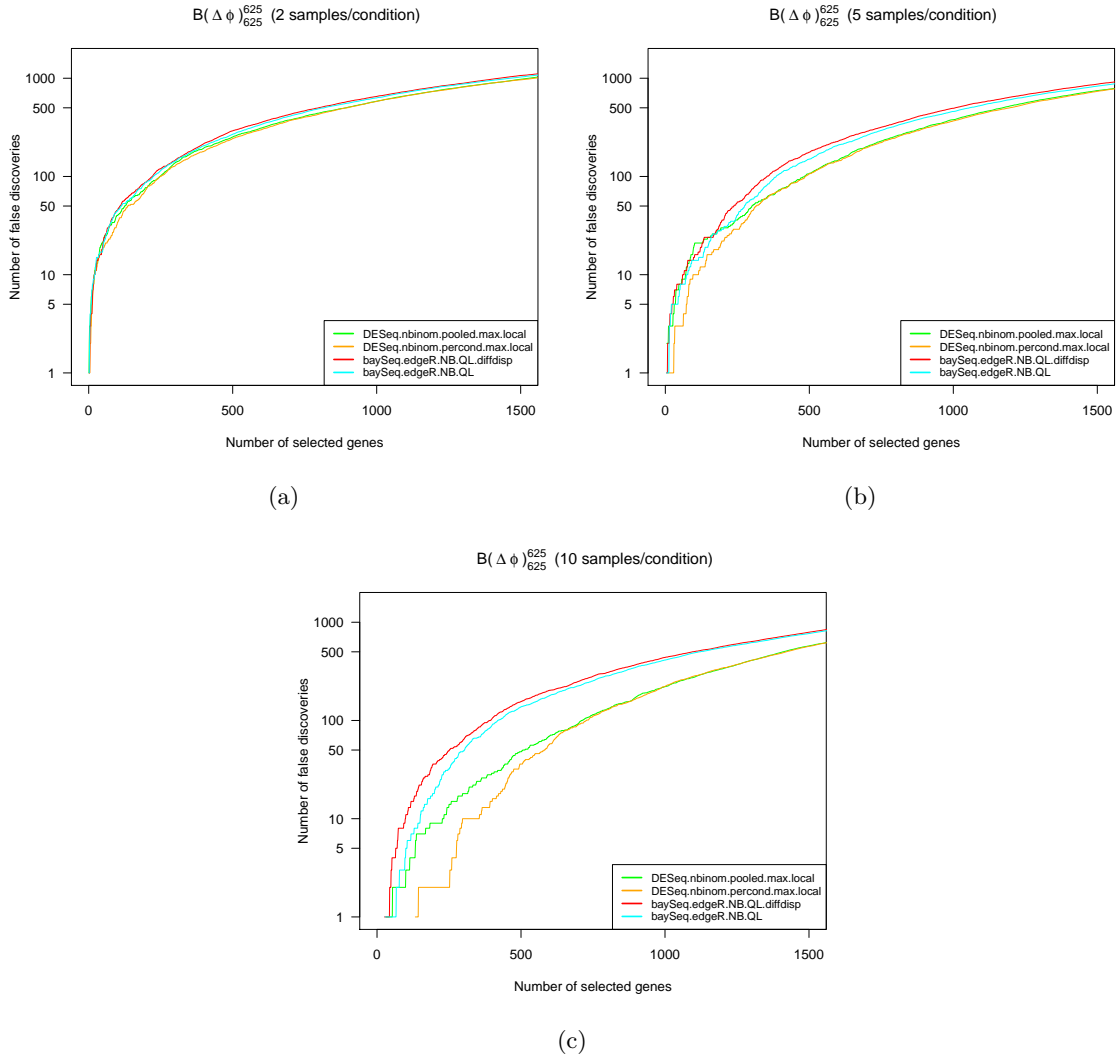 B( Δ ϕ )⁶²⁵₆₂₅ (2 samples/condition)
Number of false discoveries
1000
500
100
50
10
5
1
DESeq.nbinom.pooled.max.local
DESeq.nbinom.percond.max.local
baySeq.edgeR.NB.QL.diffdisp
baySeq.edgeR.NB.QL
0 500 1000 1500
Number of selected genes
(a)
B( Δ ϕ )⁶²⁵₆₂₅ (5 samples/condition)
Number of false discoveries
1000
500
100
50
10
5
1
DESeq.nbinom.pooled.max.local
DESeq.nbinom.percond.max.local
baySeq.edgeR.NB.QL.diffdisp
baySeq.edgeR.NB.QL
0 500 1000 1500
Number of selected genes
(b)
B( Δ ϕ )⁶²⁵₆₂₅ (10 samples/condition)
Number of false discoveries
1000
500
100
50
10
5
1
DESeq.nbinom.pooled.max.local
DESeq.nbinom.percond.max.local
baySeq.edgeR.NB.QL.diffdisp
baySeq.edgeR.NB.QL
0 500 1000 1500
Number of selected genes
(c)